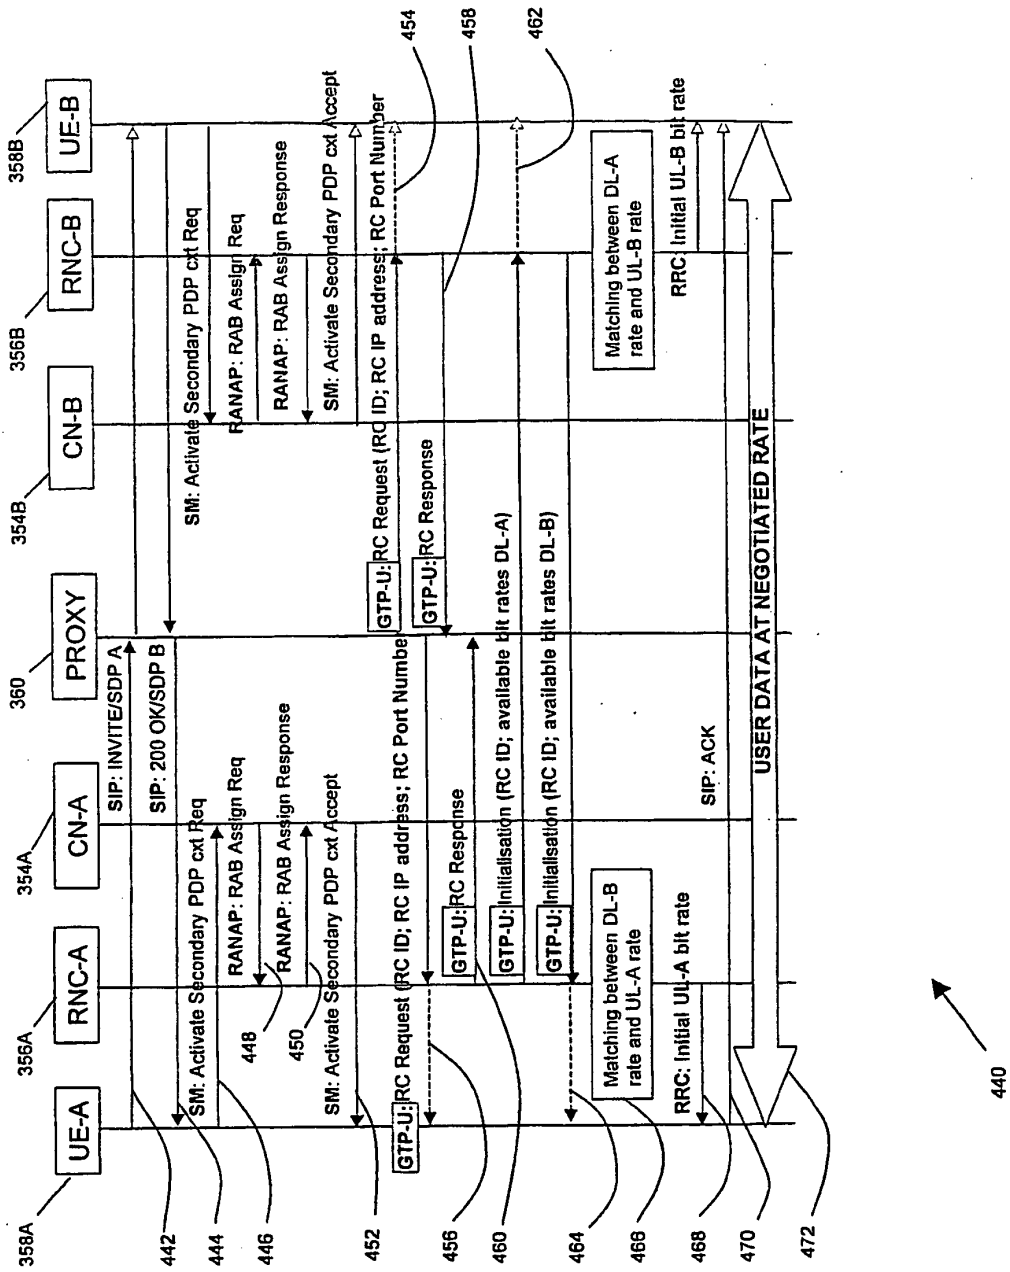 358A
356A
354A
360
354B
356B
358B
UE-A
RNC-A
CN-A
PROXY
CN-B
RNC-B
UE-B
SIP: INVITE/SDP A
SIP: 200 OK/SDP B
SM: Activate Secondary PDP cxt Req
SM: Activate Secondary PDP cxt Req
RANAP: RAB Assign Req
RANAP: RAB Assign Req
RANAP: RAB Assign Response
RANAP: RAB Assign Response
SM: Activate Secondary PDP cxt Accept
SM: Activate Secondary PDP cxt Accept
GTP-U: RC Request (RC ID; RC IP address; RC Port Number
GTP-U: RC Request (RC ID; RC IP address; RC Port Numbe
GTP-U: RC Response
GTP-U: RC Response
GTP-U: Initialisation (RC ID; available bit rates DL-A)
GTP-U: Initialisation (RC ID; available bit rates DL-B)
Matching between DL-B
rate and UL-A rate
Matching between DL-A
rate and UL-B rate
RRC: Initial UL-A bit rate
RRC: Initial UL-B bit rate
SIP: ACK
USER DATA AT NEGOTIATED RATE
442
444
446
448
450
452
454
456
458
460
462
464
466
468
470
472
440